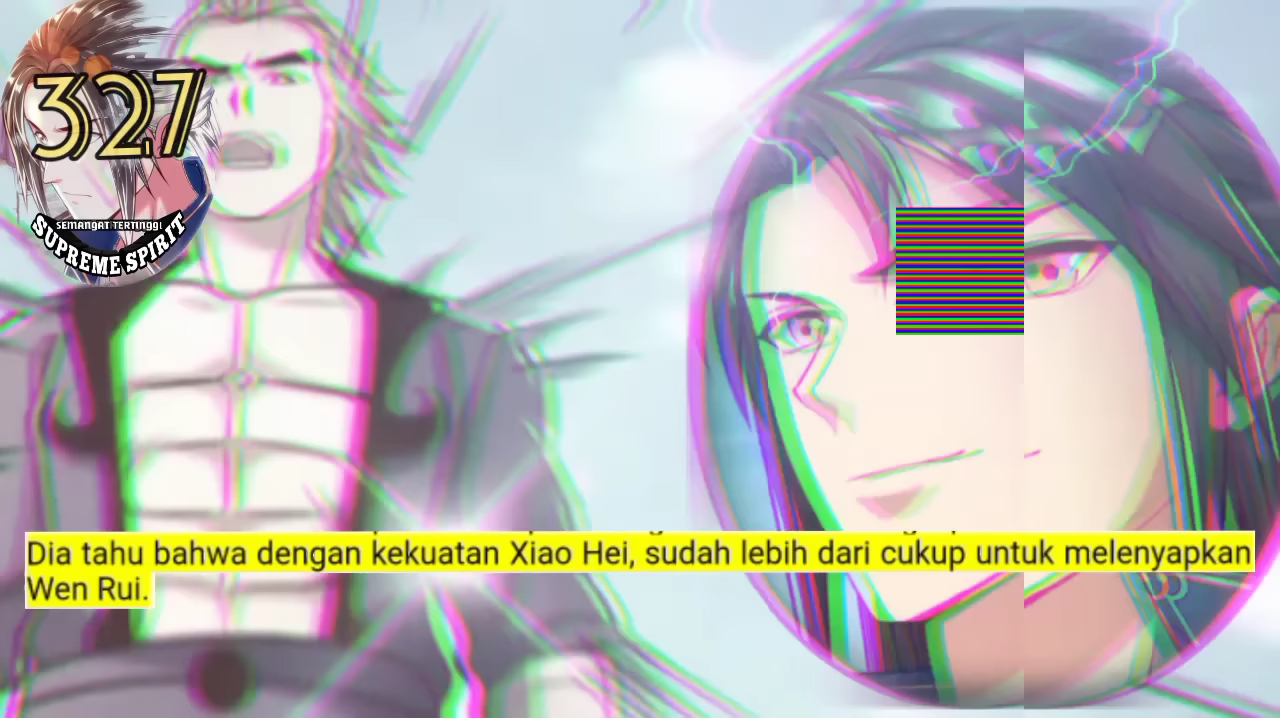 327
SEMANGAT TERTINGGI
SUPREME SPIRIT
Dia tahu bahwa dengan kekuatan Xiao Hei, sudah lebih dari cukup untuk melenyapkan
Wen Rui.